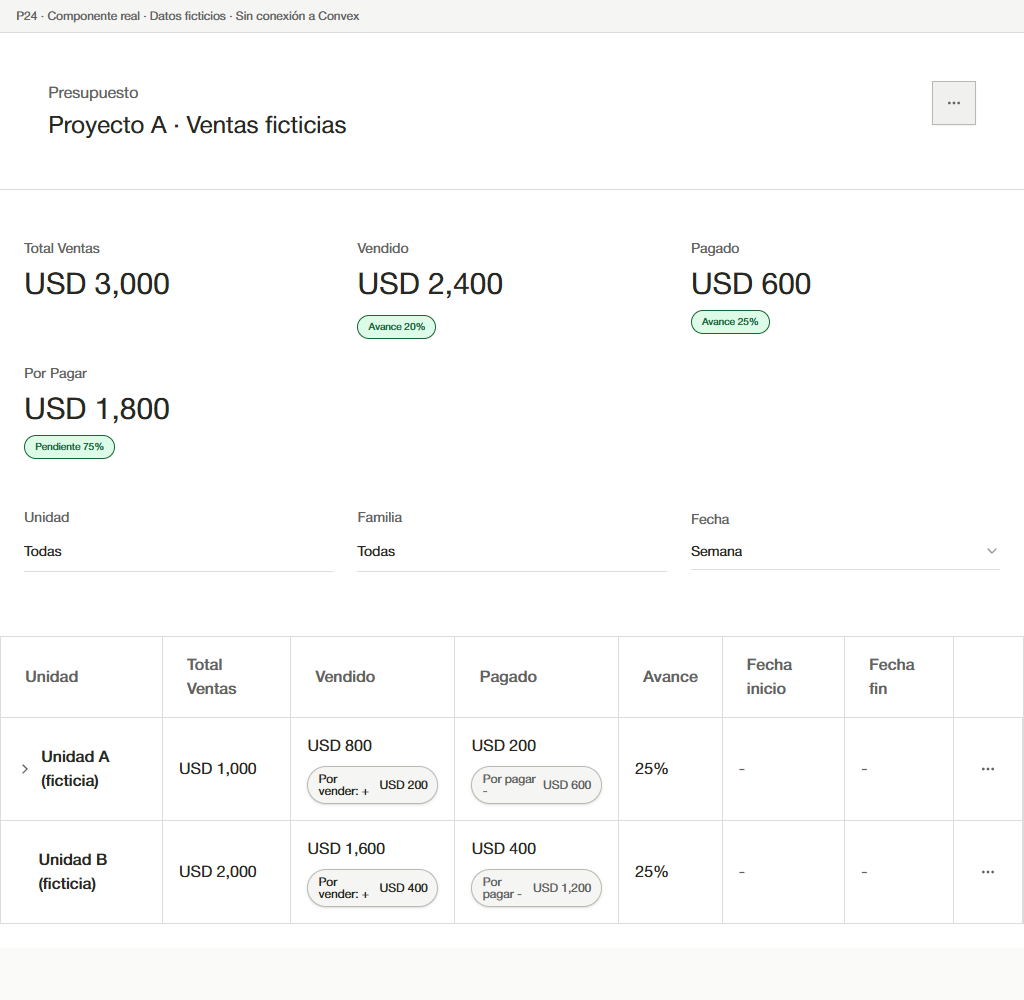 P24 · Componente real · Datos ficticios · Sin conexión a Convex
Presupuesto
Proyecto A · Ventas ficticias
Total Ventas
USD 3,000
Vendido
USD 2,400
Avance 20%
Pagado
USD 600
Avance 25%
Por Pagar
USD 1,800
Pendiente 75%
Unidad
Todas
Familia
Todas
Fecha
Semana
Unidad
Total
Ventas
Vendido
Pagado
Avance
Fecha
inicio
Fecha
fin
Unidad A
(ficticia)
USD 1,000
USD 800
Por
vender: +
USD 200
USD 200
Por pagar
-
USD 600
25%
-
-
Unidad B
(ficticia)
USD 2,000
USD 1,600
Por
vender: +
USD 400
USD 400
Por
pagar -
USD 1,200
25%
-
-